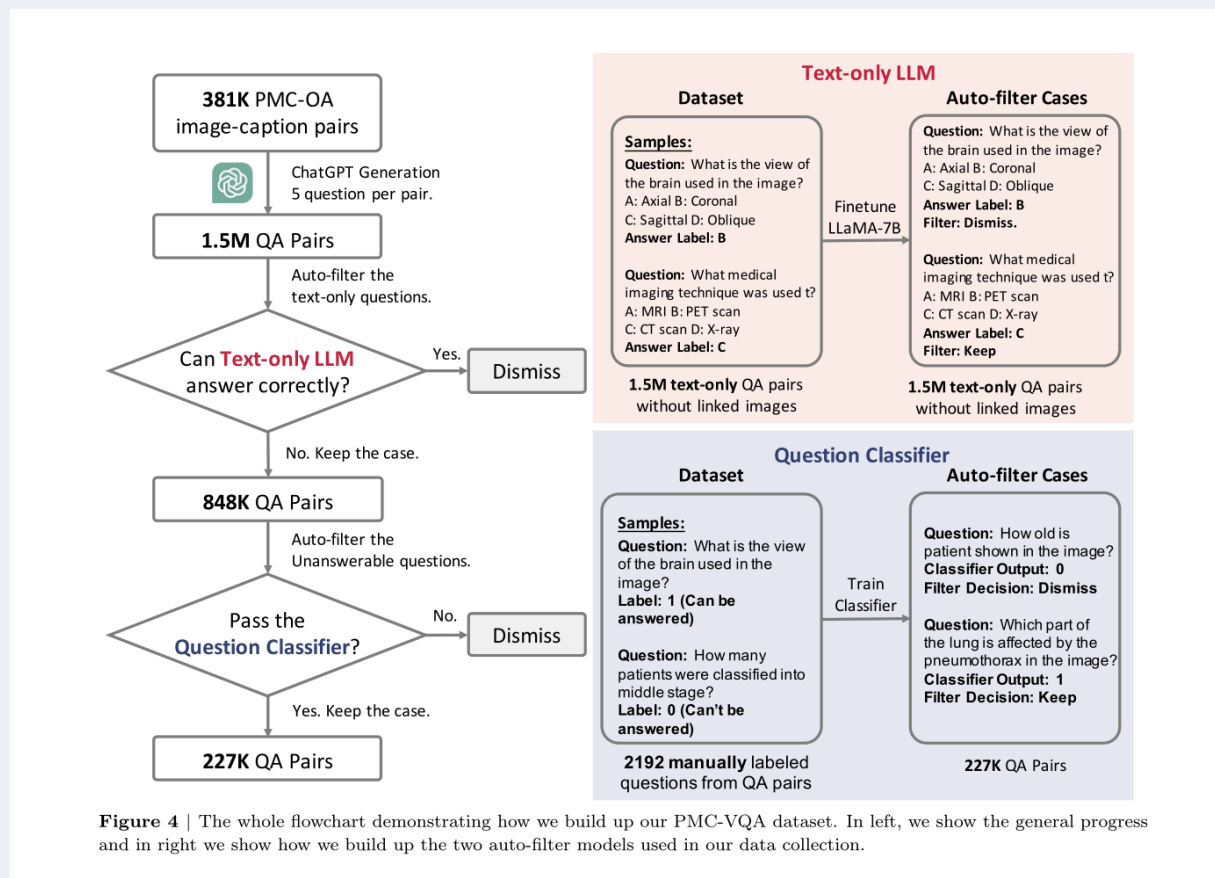 381K PMC-OA
image-caption pairs
ChatGPT Generation
5 question per pair.
1.5M QA Pairs
Auto-filter the
text-only questions.
Can Text-only LLM
answer correctly?
Yes.
Dismiss
No. Keep the case.
848K QA Pairs
Auto-filter the
Unanswerable questions.
Pass the
Question Classifier?
No.
Dismiss
Yes. Keep the case.
227K QA Pairs
Text-only LLM
Dataset
Samples:
Question: What is the view of
the brain used in the image?
A: Axial B: Coronal
C: Sagittal D: Oblique
Answer Label: B
Question: What medical
imaging technique was used t?
A: MRI B: PET scan
C: CT scan D: X-ray
Answer Label: C
1.5M text-only QA pairs
without linked images
Finetune
LLaMA-7B
Auto-filter Cases
Question: What is the view of
the brain used in the image?
A: Axial B: Coronal
C: Sagittal D: Oblique
Answer Label: B
Filter: Dismiss.
Question: What medical
imaging technique was used t?
A: MRI B: PET scan
C: CT scan D: X-ray
Answer Label: C
Filter: Keep
1.5M text-only QA pairs
without linked images
Question Classifier
Dataset
Samples:
Question: What is the view
of the brain used in the
image?
Label: 1 (Can be
answered)
Question: How many
patients were classified into
middle stage?
Label: 0 (Can't be
answered)
2192 manually labeled
questions from QA pairs
Train
Classifier
Auto-filter Cases
Question: How old is
patient shown in the image?
Classifier Output: 0
Filter Decision: Dismiss
Question: Which part of
the lung is affected by the
pneumothorax in the image?
Classifier Output: 1
Filter Decision: Keep
227K QA Pairs
Figure 4 | The whole flowchart demonstrating how we build up our PMC-VQA dataset. In left, we show the general progress
and in right we show how we build up the two auto-filter models used in our data collection.